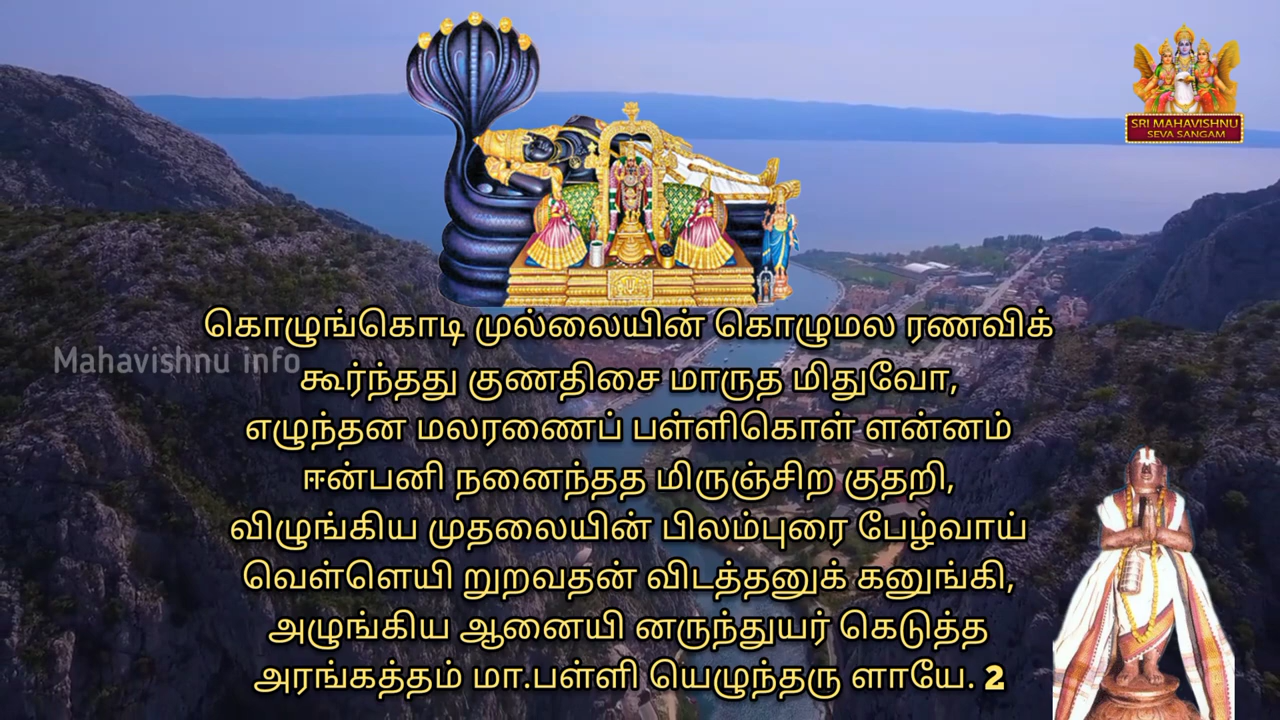 SRI MAHAVISHNU
SEVA SANGAM
கொழுங்கொடி முல்லையின் கொழுமல ரணவிக்
Mahavishnu info
கூர்ந்தது குணதிசை மாருத மிதுவோ,
எழுந்தன மலரணைப் பள்ளிகொள் ளன்னம்
ஈன்பனி நனைந்தத மிருஞ்சிற குதறி,
விழுங்கிய முதலையின் பிலம்புரை பேழ்வாய்
வெள்ளெயி றுறவதன் விடத்தனுக் கனுங்கி,
அழுங்கிய ஆனையி னருந்துயர் கெடுத்த
அரங்கத்தம் மா.பள்ளி யெழுந்தரு ளாயே. 2